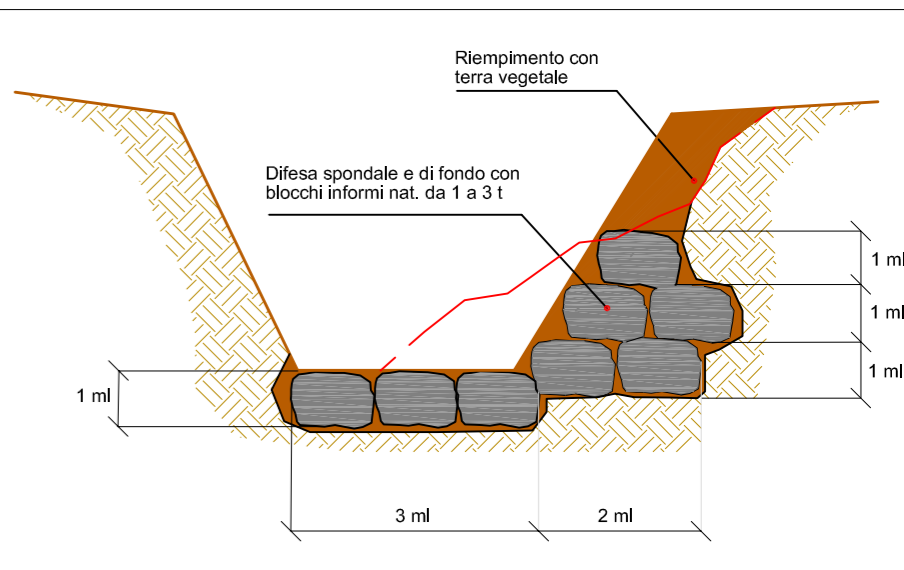 Riempimento con
terra vegetale
Difesa spondale e di fondo con
blocchi informi nat. da 1 a 3 t
1 ml
1 ml
1 ml
1 ml
3 ml
2 ml